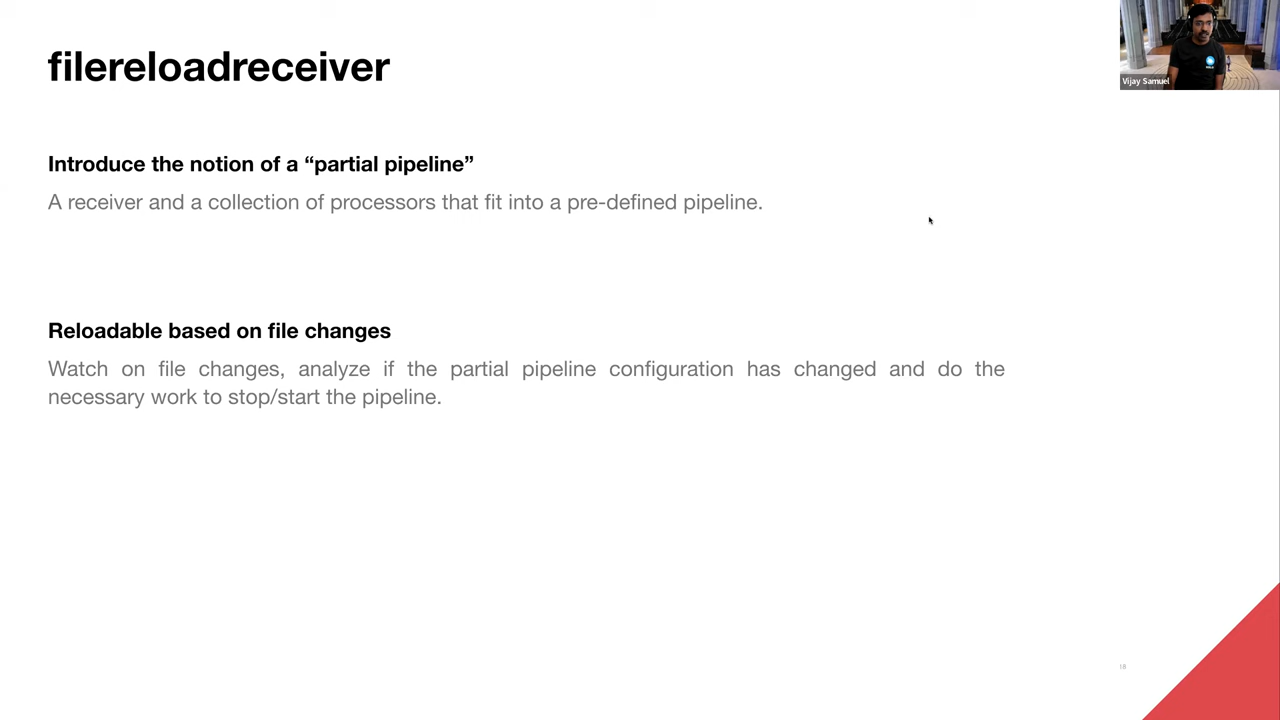 filereloadreceiver
Vijay Samuel
Introduce the notion of a “partial pipeline”
A receiver and a collection of processors that fit into a pre-defined pipeline.
Reloadable based on file changes
Watch on file changes, analyze if the partial pipeline configuration has changed and do the
necessary work to stop/start the pipeline.
18